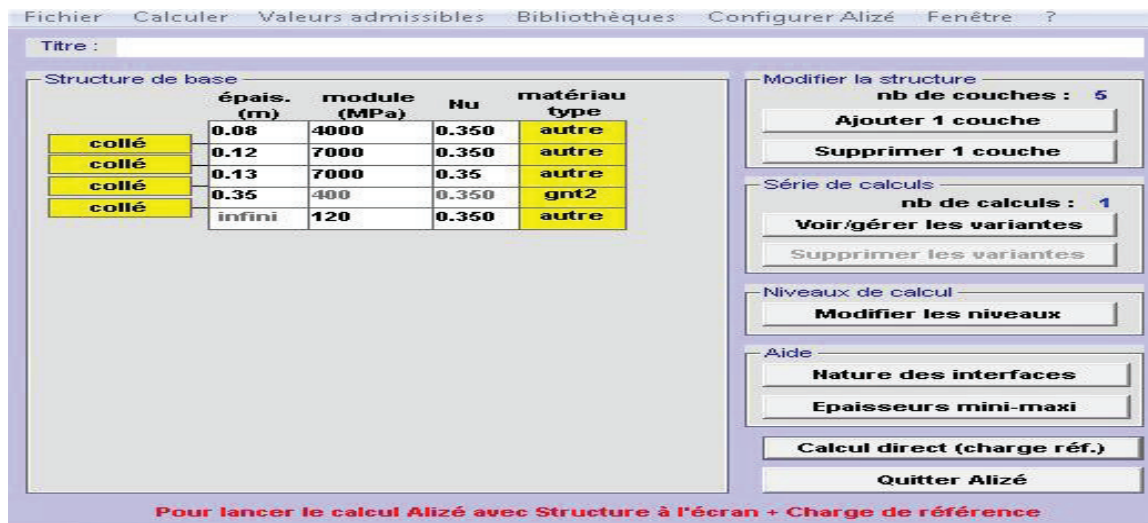 Fichier Calculer Valeurs admissibles Bibliothèques Configurer Alizé Fenêtre ?
Titre :
Structure de base
épais. (m) module (MPa) Nu matériau type
0.08 4000 0.350 autre
collé
0.12 7000 0.350 autre
collé
0.13 7000 0.35 autre
collé
0.35 400 0.350 gnt2
collé
infini 120 0.350 autre
Modifier la structure
nb de couches : 5
Ajouter 1 couche
Supprimer 1 couche
Série de calculs
nb de calculs : 1
Voir/gérer les variantes
Supprimer les variantes
Niveaux de calcul
Modifier les niveaux
Aide
Nature des interfaces
Epaisseurs mini-maxi
Calcul direct (charge réf.)
Quitter Alizé
Pour lancer le calcul Alizé avec Structure à l'écran + Charge de référence